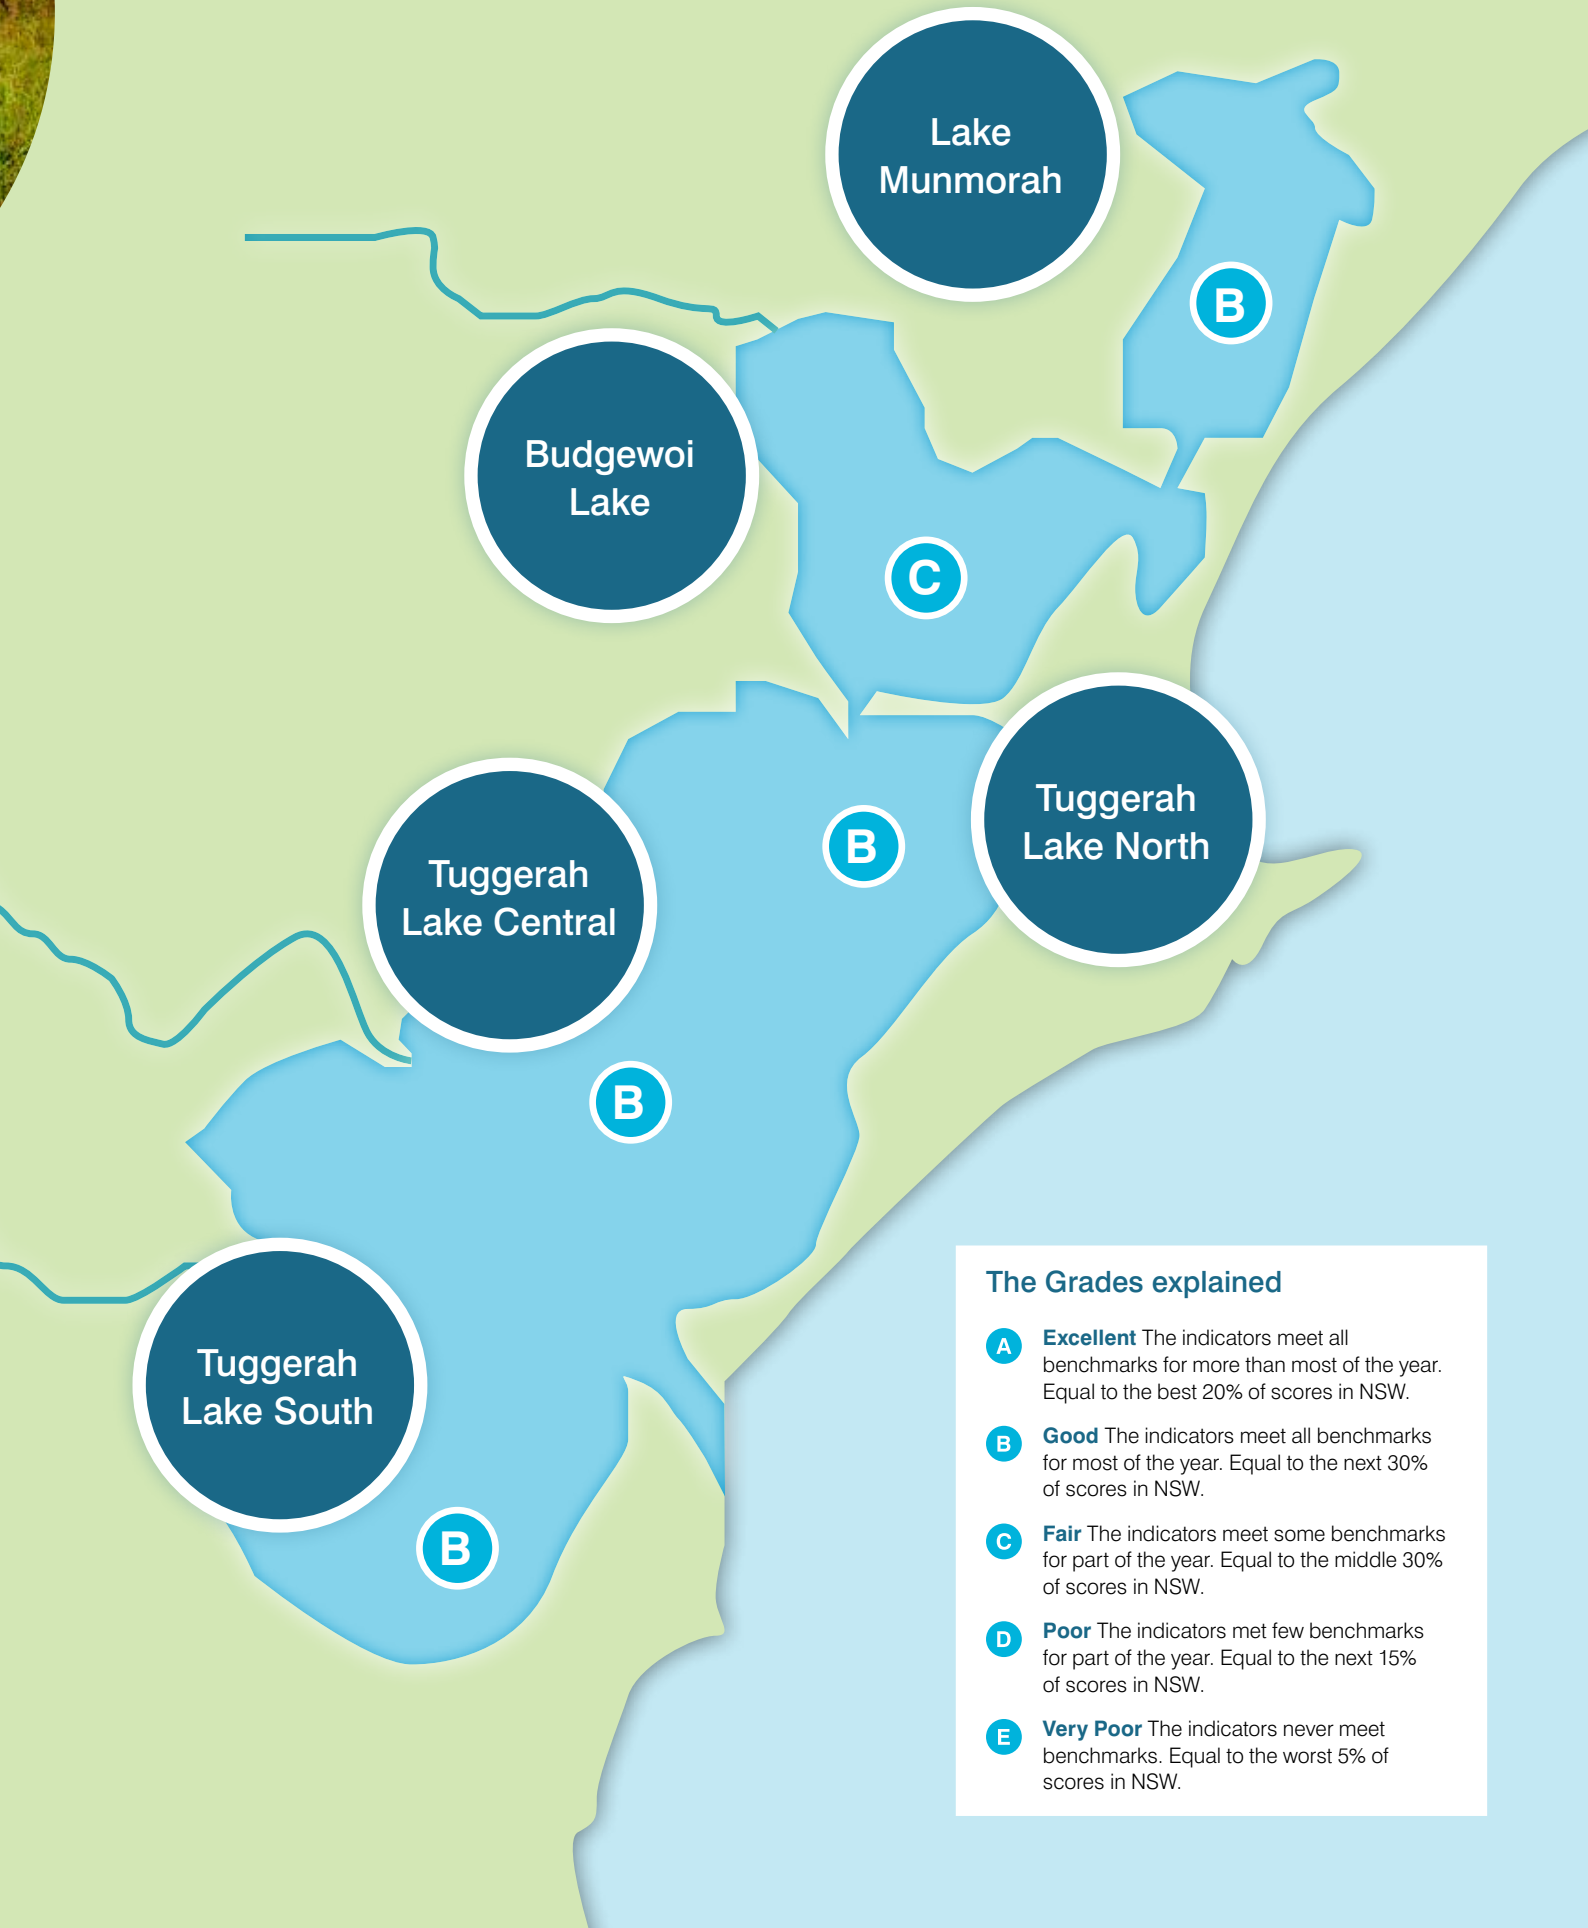 Lake
Munmorah
B
Budgewoi
Lake
C
Tuggerah
Lake North
B
Tuggerah
Lake Central
B
Tuggerah
Lake South
B
The Grades explained
A
Excellent The indicators meet all
benchmarks for more than most of the year.
Equal to the best 20% of scores in NSW.
B
Good The indicators meet all benchmarks
for most of the year. Equal to the next 30%
of scores in NSW.
C
Fair The indicators meet some benchmarks
for part of the year. Equal to the middle 30%
of scores in NSW.
D
Poor The indicators met few benchmarks
for part of the year. Equal to the next 15%
of scores in NSW.
E
Very Poor The indicators never meet
benchmarks. Equal to the worst 5% of
scores in NSW.